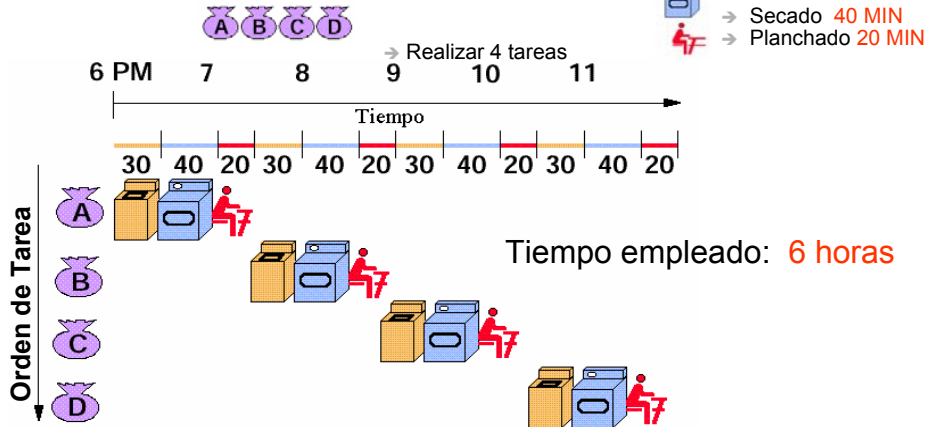 A B C D
→ Secado 40 MIN
→ Planchado 20 MIN
→ Realizar 4 tareas
6 PM 7 8 9 10 11
Tiempo
30 40 20 30 40 20 30 40 20 30 40 20
Orden de Tarea
A
B
Tiempo empleado: 6 horas
C
D